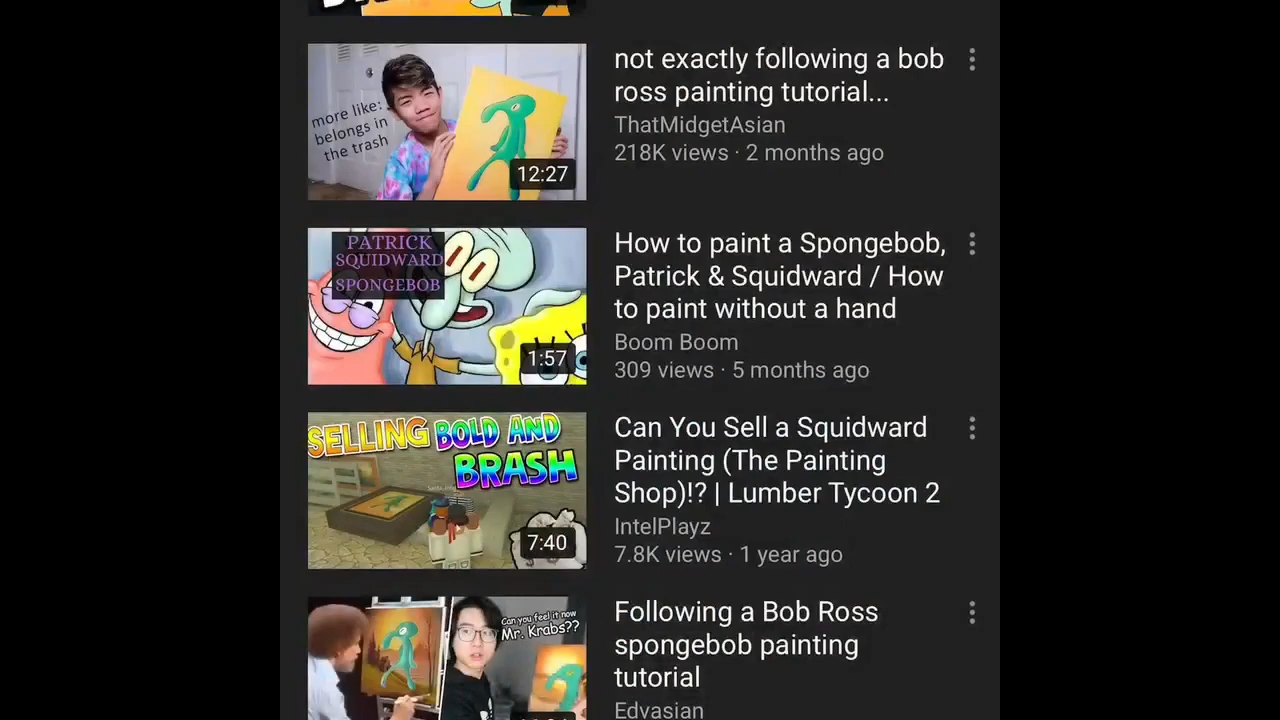 more like:
belongs in
the trash
12:27
not exactly following a bob
ross painting tutorial...
ThatMidgetAsian
218K views · 2 months ago
PATRICK
SQUIDWARD
SPONGEBOB
1:57
How to paint a Spongebob,
Patrick & Squidward / How
to paint without a hand
Boom Boom
309 views · 5 months ago
SELLING BOLD AND
BRASH
7:40
Can You Sell a Squidward
Painting (The Painting
Shop)!? | Lumber Tycoon 2
IntelPlayz
7.8K views · 1 year ago
Can you feel it now
Mr. Krabs??
Following a Bob Ross
spongebob painting
tutorial
Edvasian